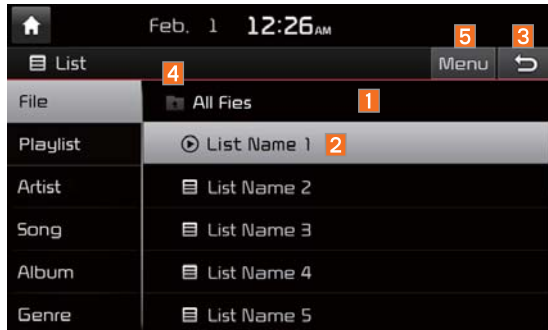 Feb. 1 12:26AM
List 4 Menu 5 3
File All Fies 1
Playlist List Name 1 2
Artist List Name 2
Song List Name 3
Album List Name 4
Genre List Name 5